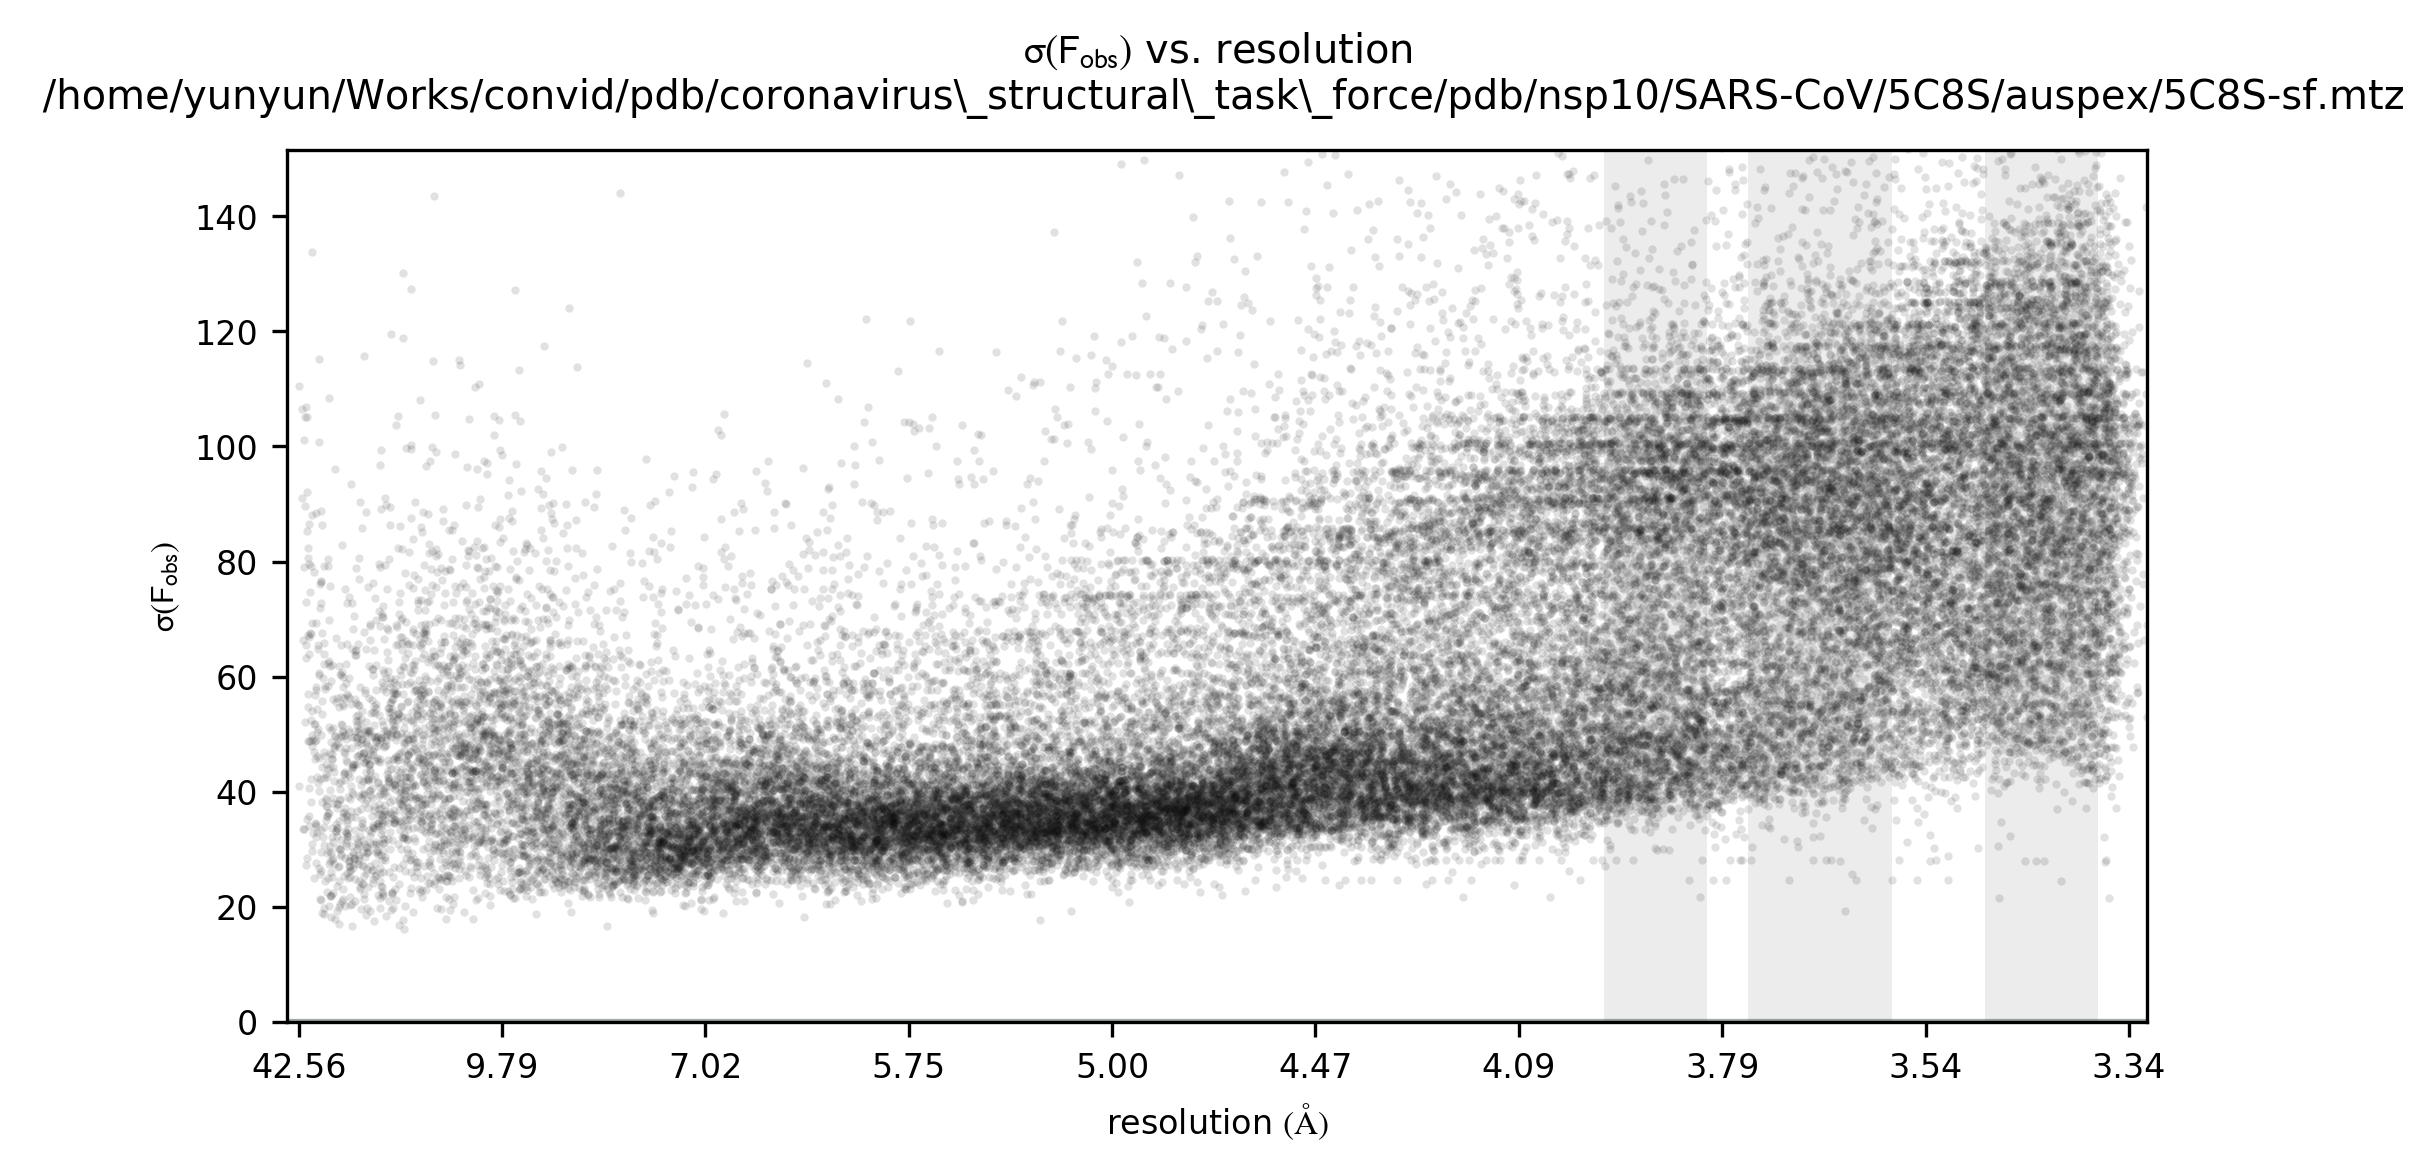 σ(Fobs) vs. resolution
/home/yunyun/Works/convid/pdb/coronavirus\_structural\_task\_force/pdb/nsp10/SARS-CoV/5C8S/auspex/5C8S-sf.mtz
140
120
100
80
60
40
20
0
σ(Fobs)
42.56 9.79 7.02 5.75 5.00 4.47 4.09 3.79 3.54 3.34
resolution (Å)